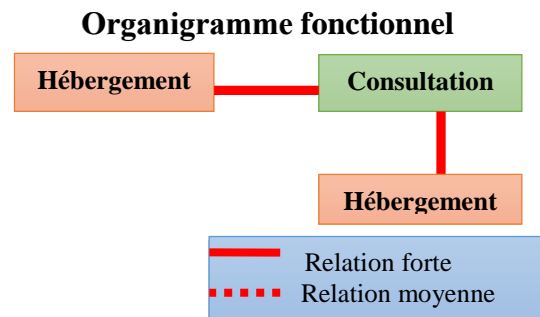 Organigramme fonctionnel
Hébergement
Consultation
Hébergement
Relation forte
Relation moyenne